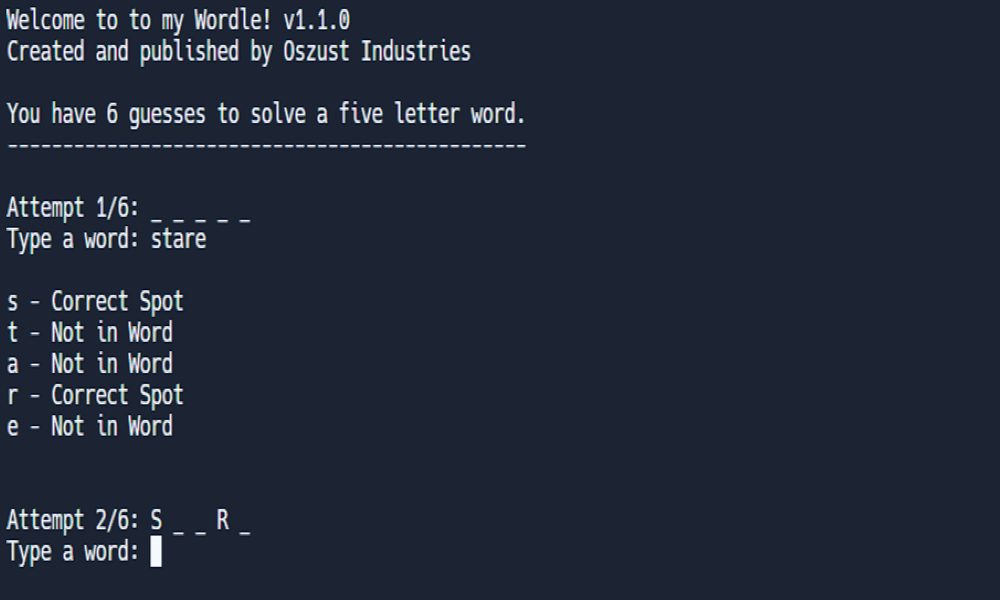 Welcome to to my Wordle! v1.1.0
Created and published by Oszust Industries
You have 6 guesses to solve a five letter word.
-----------------------------------------------
Attempt 1/6: _ _ _ _ _
Type a word: stare
s - Correct Spot
t - Not in Word
a - Not in Word
r - Correct Spot
e - Not in Word
Attempt 2/6: S _ _ R _
Type a word: